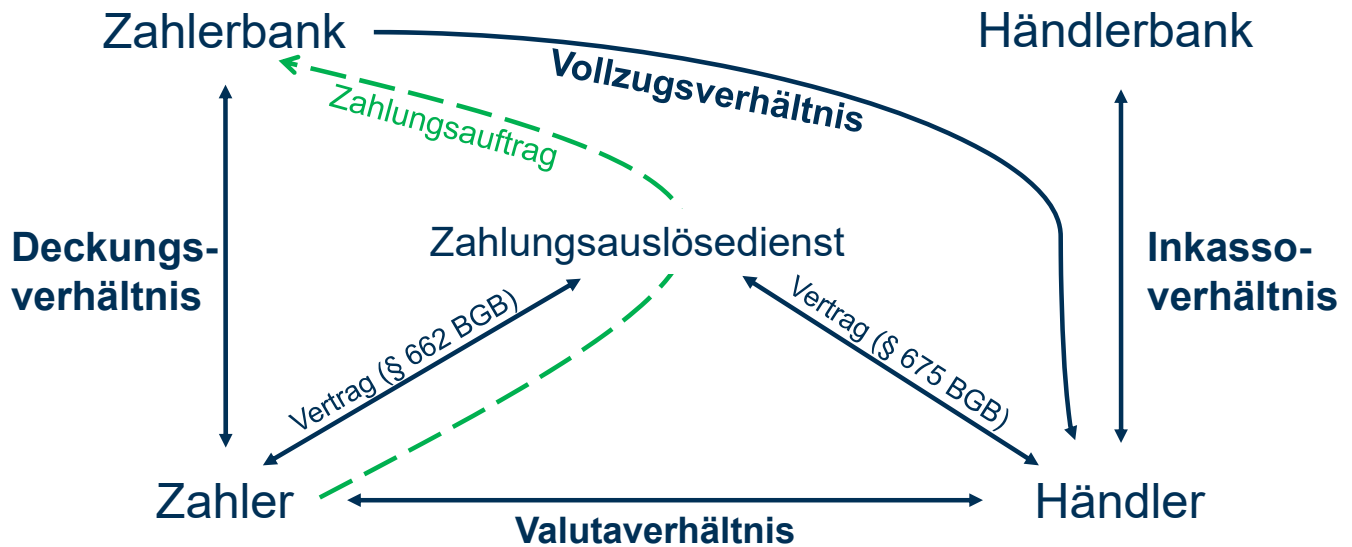 Zahlerbank
Händlerbank
Vollzugsverhältnis
Zahlungsauftrag
Deckungs-
verhältnis
Zahlungsauslösedienst
Inkasso-
verhältnis
Vertrag (§ 662 BGB)
Vertrag (§ 675 BGB)
Zahler
Händler
Valutaverhältnis